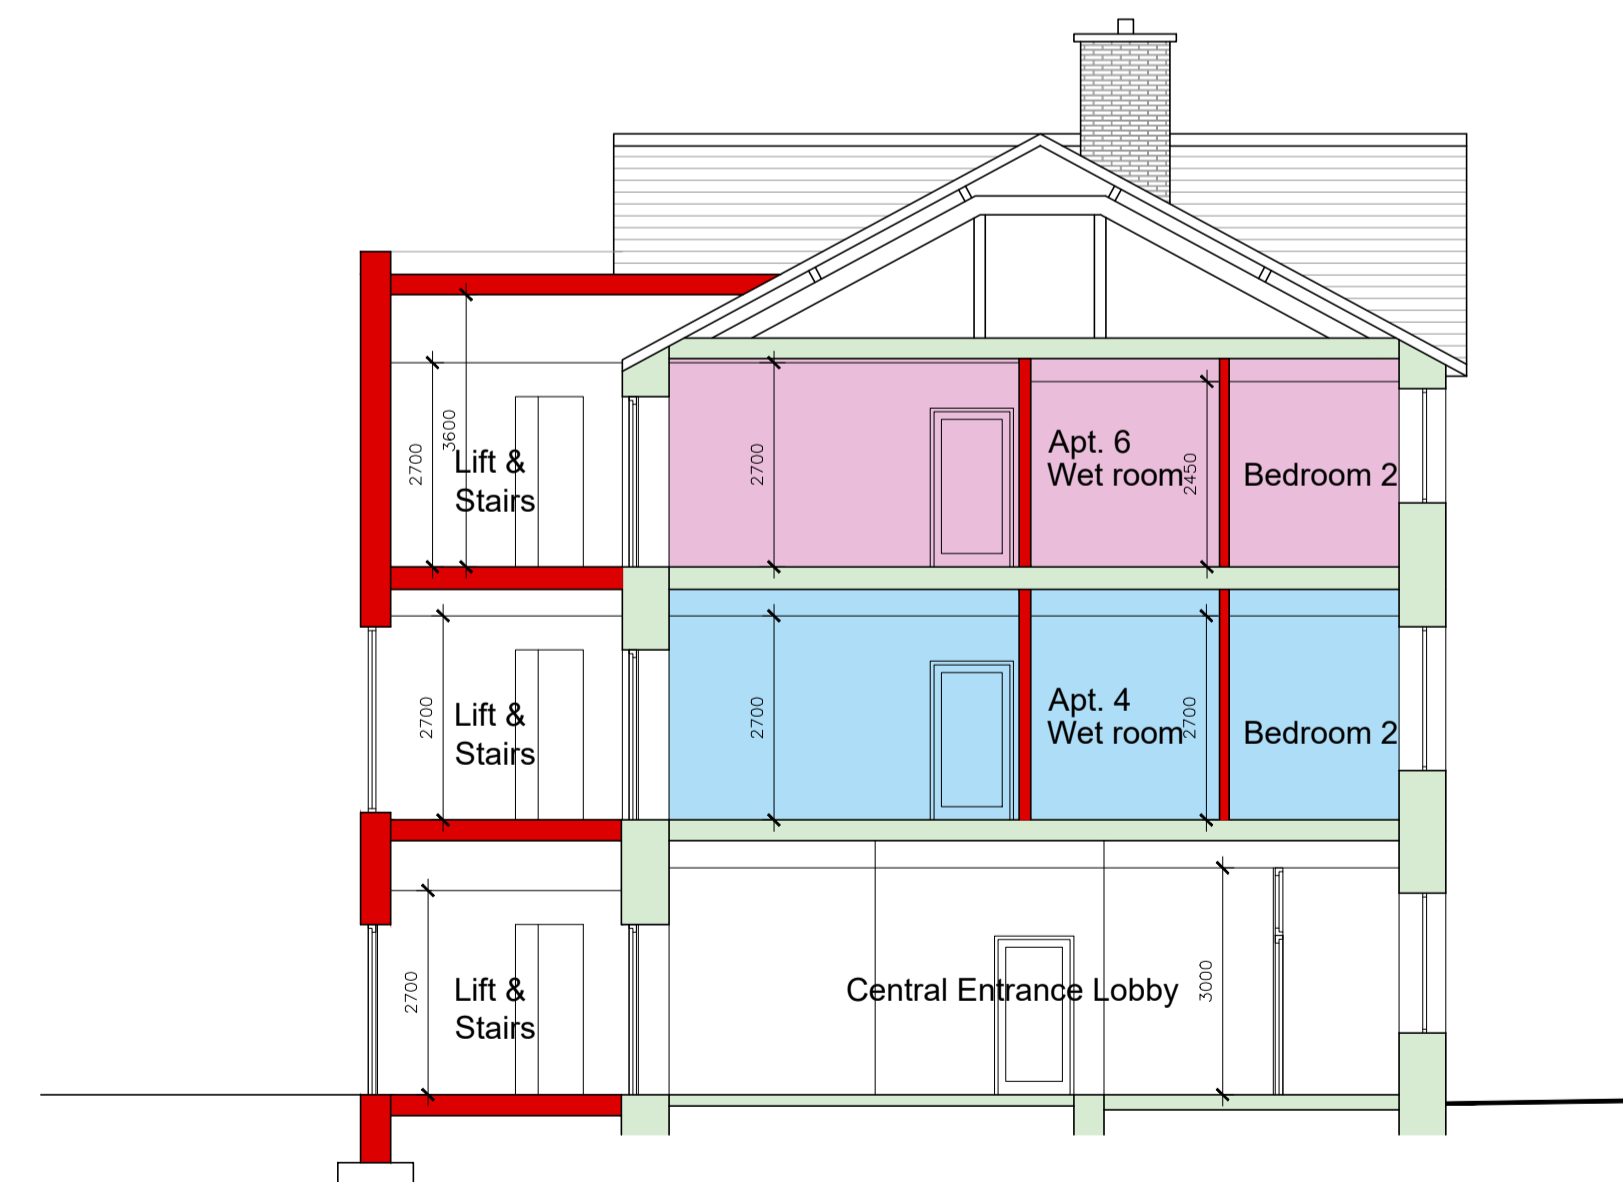 2700
3600
Lift &
Stairs
2700
Apt. 6
Wet room
2450
Bedroom 2
2700
Lift &
Stairs
2700
Apt. 4
Wet room
2700
Bedroom 2
2700
Lift &
Stairs
Central Entrance Lobby
3000